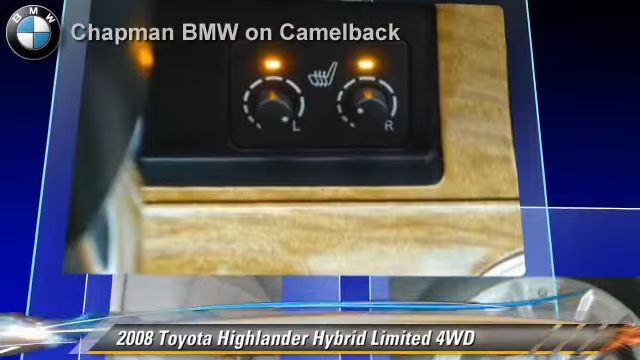 BMW
Chapman BMW on Camelback
L
R
2008 Toyota Highlander Hybrid Limited 4WD